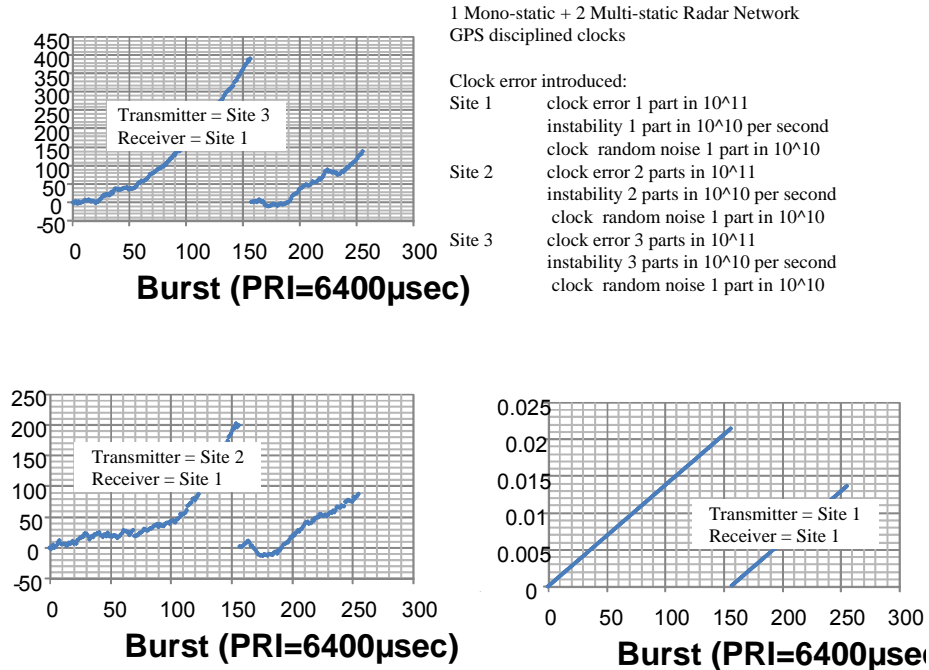 1 Mono-static + 2 Multi-static Radar Network
GPS disciplined clocks
Clock error introduced:
Site 1 clock error 1 part in 10^11
instability 1 part in 10^10 per second
clock random noise 1 part in 10^10
Site 2 clock error 2 parts in 10^11
instability 2 parts in 10^10 per second
clock random noise 1 part in 10^10
Site 3 clock error 3 parts in 10^11
instability 3 parts in 10^10 per second
clock random noise 1 part in 10^10
450
400
350
300
250
200
150
100
50
0
-50
Transmitter = Site 3
Receiver = Site 1
0 50 100 150 200 250 300
Burst (PRI=6400µsec)
250
200
150
100
50
0
-50
Transmitter = Site 2
Receiver = Site 1
0 50 100 150 200 250 300
Burst (PRI=6400µsec)
0.025
0.02
0.015
0.01
0.005
0
Transmitter = Site 1
Receiver = Site 1
0 50 100 150 200 250 300
Burst (PRI=6400µsec